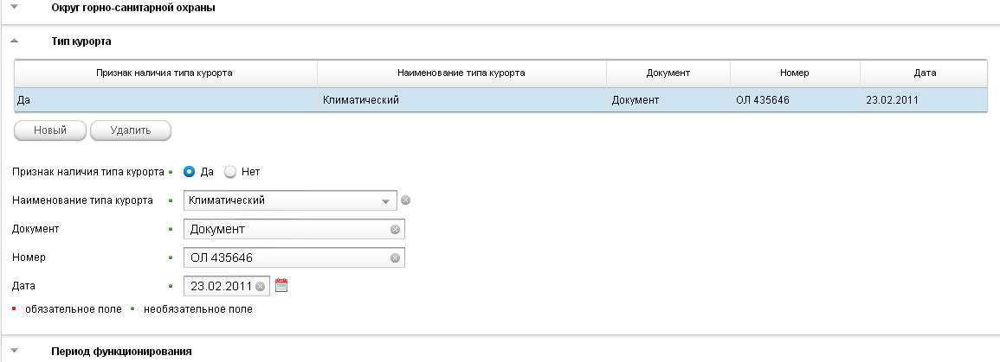 Округ горно-санитарной охраны
Тип курорта
Признак наличия типа курорта Наименование типа курорта Документ Номер Дата
Да Климатический Документ ОЛ 435646 23.02.2011
Новый Удалить
Признак наличия типа курорта Да Нет
Наименование типа курорта Климатический
Документ Документ
Номер ОЛ 435646
Дата 23.02.2011
обязательное поле необязательное поле
Период функционирования